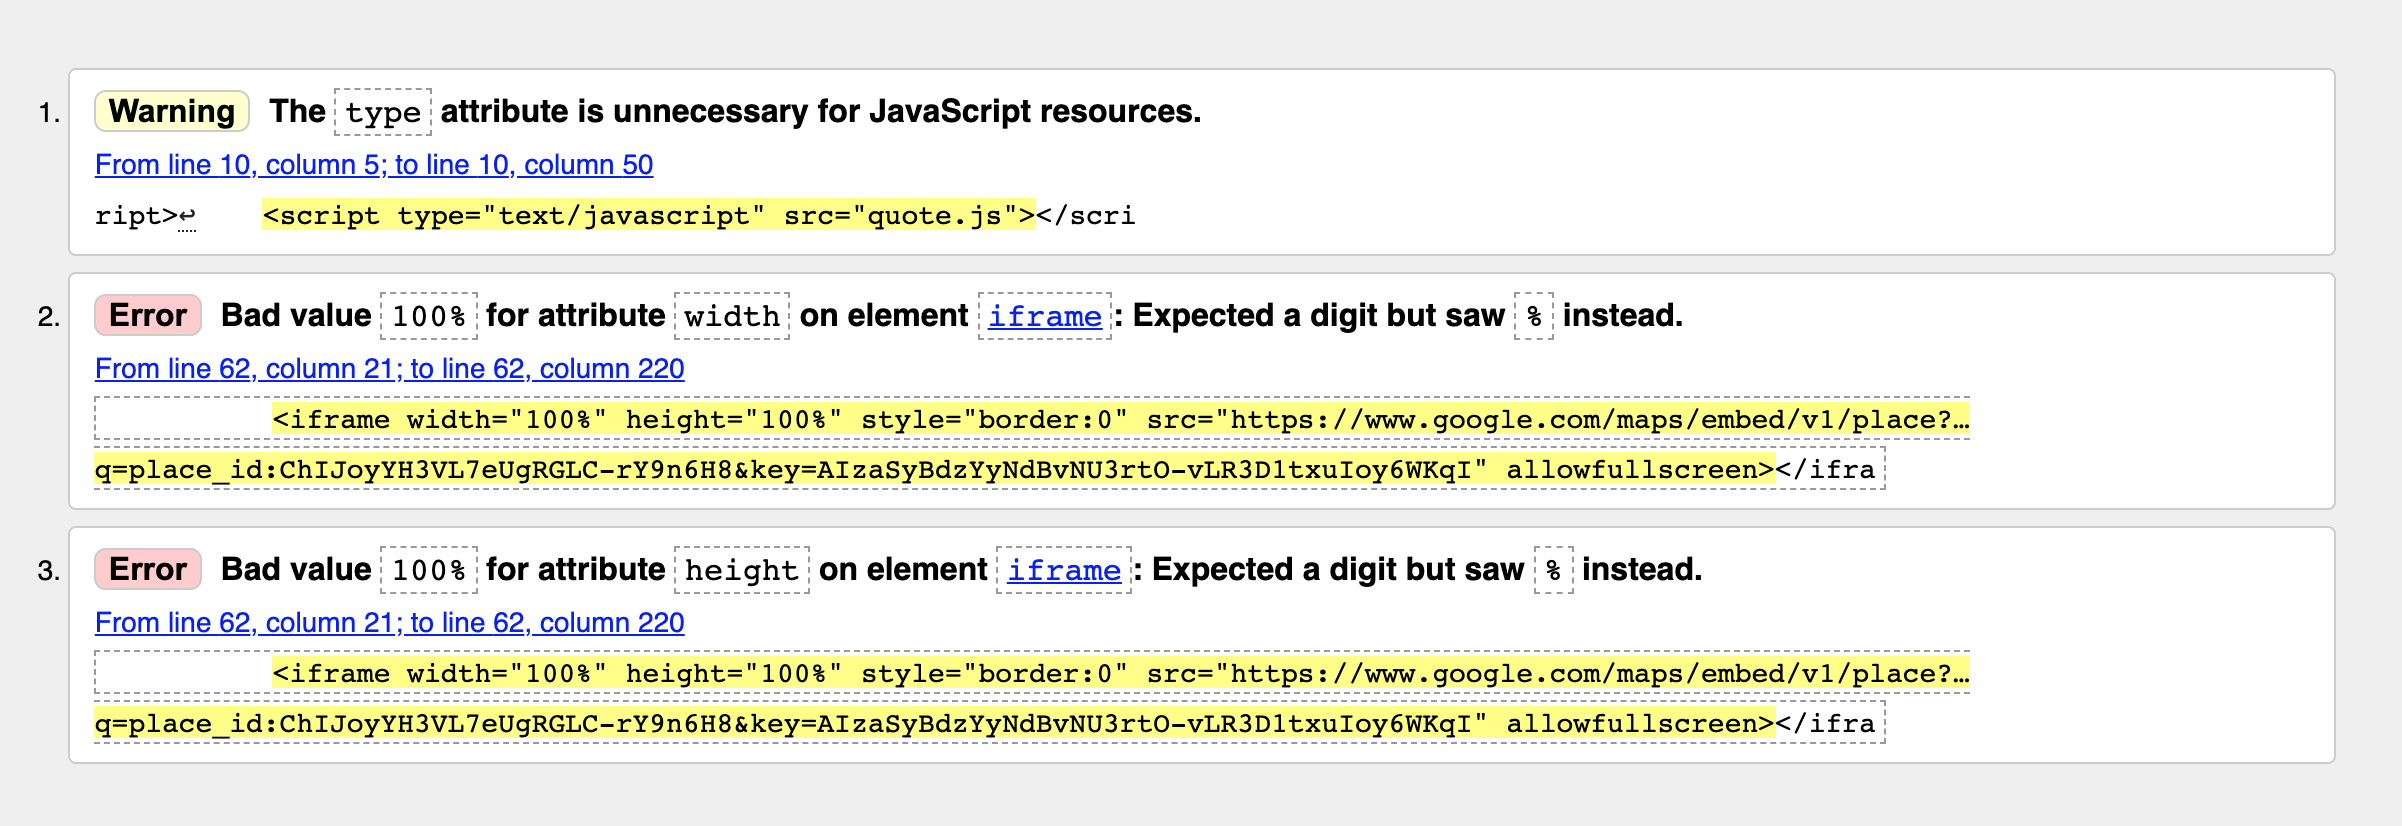 1. Warning The type attribute is unnecessary for JavaScript resources.
From line 10, column 5; to line 10, column 50
ript>↩ <script type="text/javascript" src="quote.js"></scri
2. Error Bad value 100% for attribute width on element iframe: Expected a digit but saw % instead.
From line 62, column 21; to line 62, column 220
<iframe width="100%" height="100%" style="border:0" src="https://www.google.com/maps/embed/v1/place?…
q=place_id:ChIJoyYH3VL7eUgRGLC-rY9n6H8&key=AIzaSyBdzYyNdBvNU3rtO-vLR3D1txuIoy6WKqI" allowfullscreen></ifra
3. Error Bad value 100% for attribute height on element iframe: Expected a digit but saw % instead.
From line 62, column 21; to line 62, column 220
<iframe width="100%" height="100%" style="border:0" src="https://www.google.com/maps/embed/v1/place?…
q=place_id:ChIJoyYH3VL7eUgRGLC-rY9n6H8&key=AIzaSyBdzYyNdBvNU3rtO-vLR3D1txuIoy6WKqI" allowfullscreen></ifra